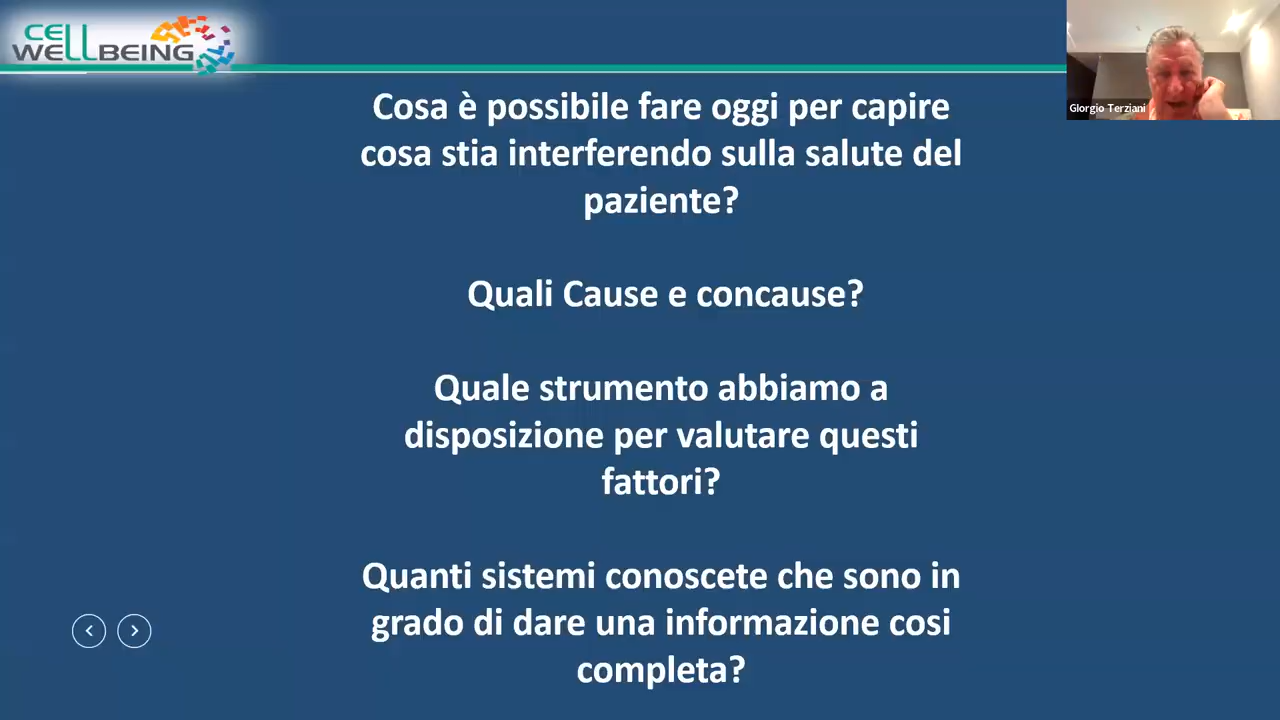 CELL
WELLBEING
GIorgio Terziani
Cosa è possibile fare oggi per capire
cosa stia interferendo sulla salute del
paziente?
Quali Cause e concause?
Quale strumento abbiamo a
disposizione per valutare questi
fattori?
Quanti sistemi conoscete che sono in
grado di dare una informazione cosi
completa?